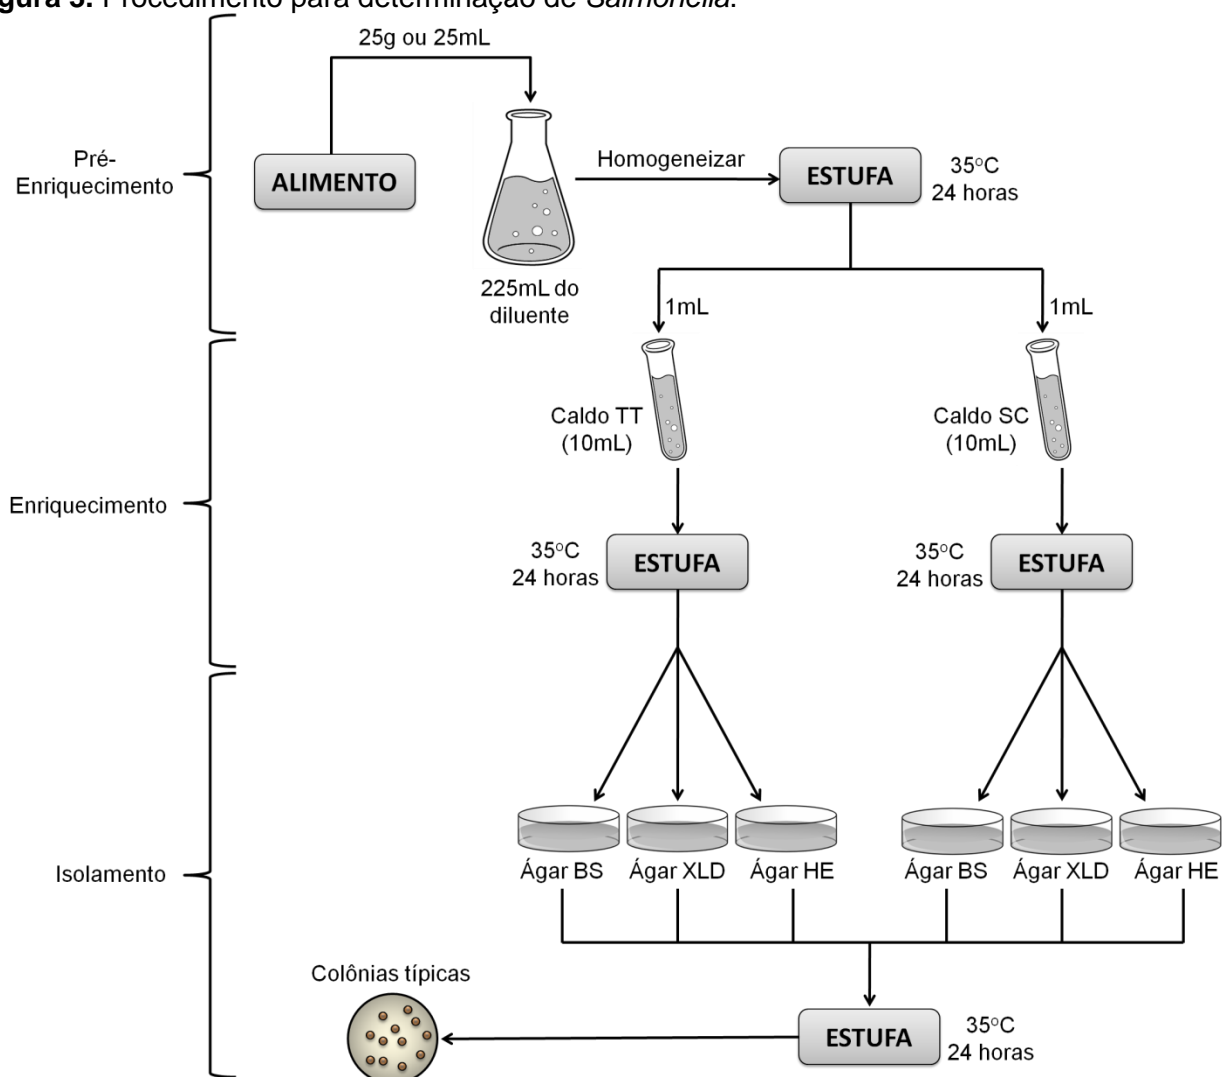 gura 3. Procedimento para determinação de Salmonella.
25g ou 25mL
Pré-
Enriquecimento
ALIMENTO
Homogeneizar
ESTUFA
35°C
24 horas
225mL do
diluente
1mL
1mL
Caldo TT
(10mL)
Caldo SC
(10mL)
Enriquecimento
35°C
24 horas
ESTUFA
35°C
24 horas
ESTUFA
Isolamento
Ágar BS
Ágar XLD
Ágar HE
Ágar BS
Ágar XLD
Ágar HE
Colônias típicas
ESTUFA
35°C
24 horas